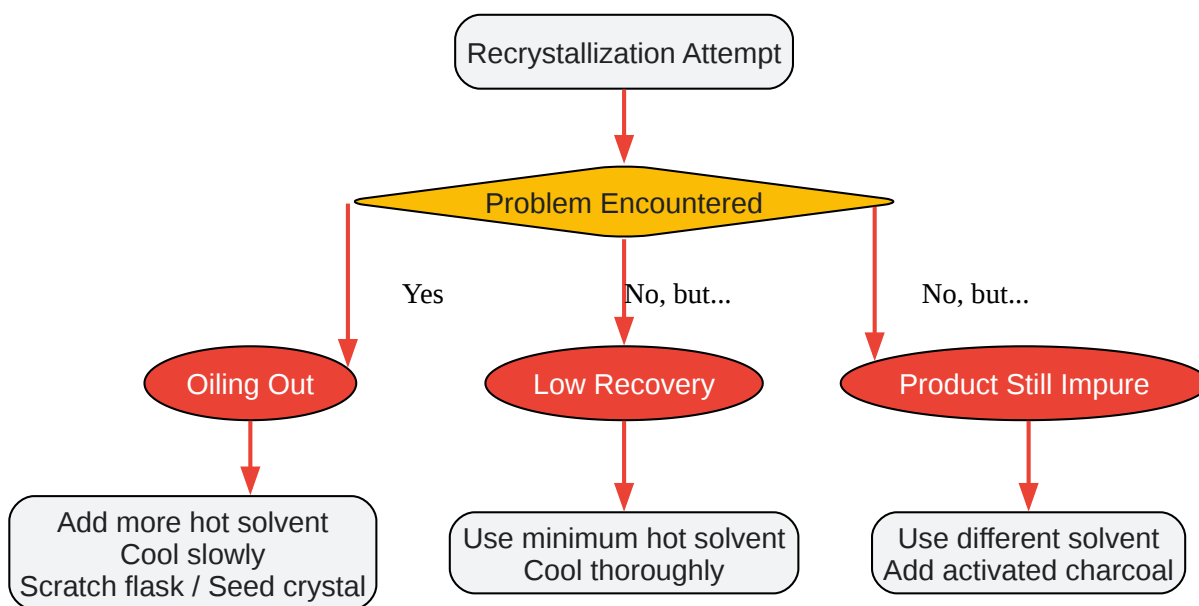 Recrystallization Attempt
Problem Encountered
Yes
No, but...
No, but...
Oiling Out
Low Recovery
Product Still Impure
Add more hot solvent
Cool slowly
Scratch flask / Seed crystal
Use minimum hot solvent
Cool thoroughly
Use different solvent
Add activated charcoal